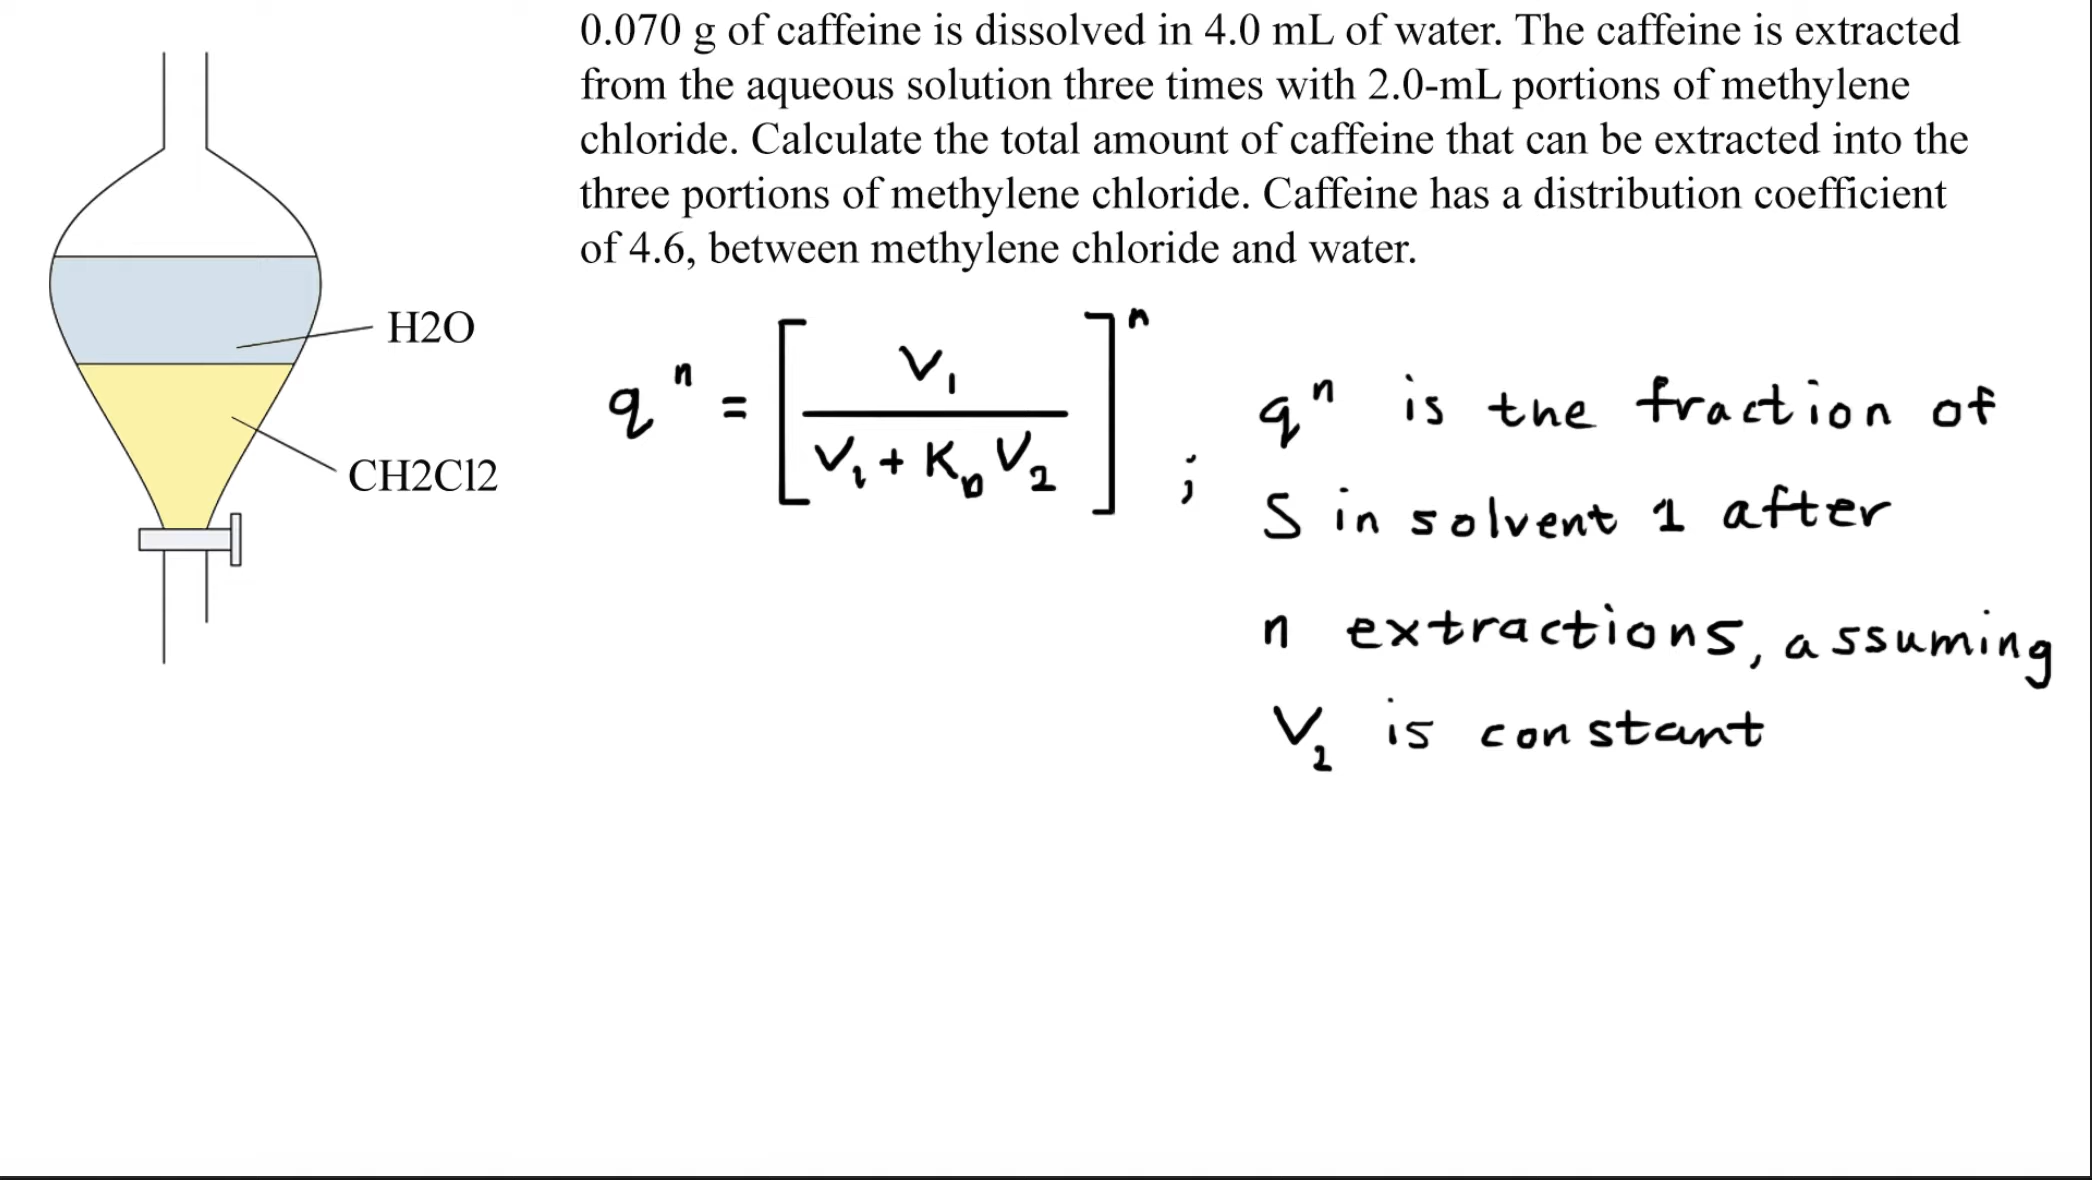 0.070 g of caffeine is dissolved in 4.0 mL of water. The caffeine is extracted
from the aqueous solution three times with 2.0-mL portions of methylene
chloride. Calculate the total amount of caffeine that can be extracted into the
three portions of methylene chloride. Caffeine has a distribution coefficient
of 4.6, between methylene chloride and water.
H2O
CH2Cl2
qⁿ = [ V₁ / (V₁ + K_D V₂) ]ⁿ ;
qⁿ is the fraction of
S in solvent 1 after
n extractions, assuming
V₂ is constant